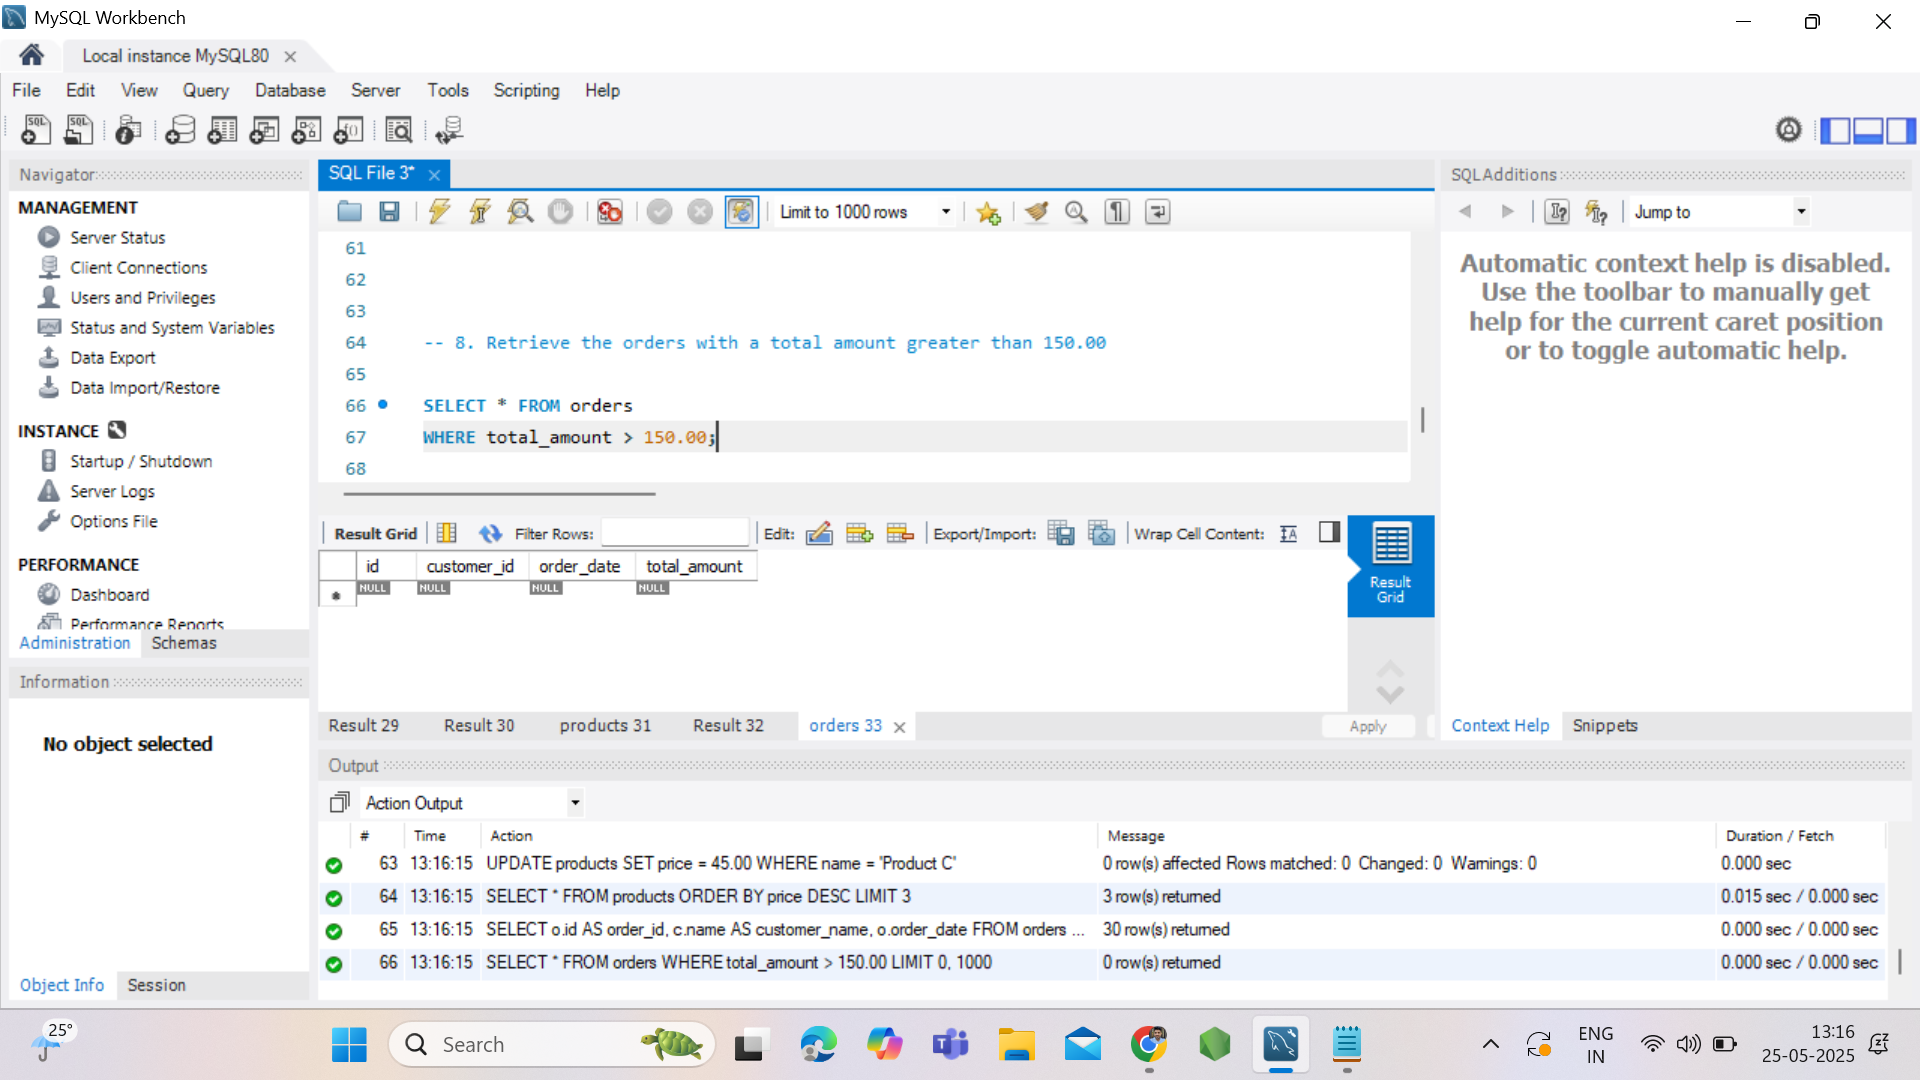 MySQL Workbench
Local instance MySQL80
File Edit View Query Database Server Tools Scripting Help
Navigator
MANAGEMENT
Server Status
Client Connections
Users and Privileges
Status and System Variables
Data Export
Data Import/Restore
INSTANCE
Startup / Shutdown
Server Logs
Options File
PERFORMANCE
Dashboard
Performance Reports
Administration Schemas
Information
No object selected
Object Info Session
SQL File 3*
Limit to 1000 rows
61
62
63
64 -- 8. Retrieve the orders with a total amount greater than 150.00
65
66 SELECT * FROM orders
67 WHERE total_amount > 150.00;
68
Result Grid Filter Rows: Edit: Export/Import: Wrap Cell Content:
id customer_id order_date total_amount
NULL NULL NULL NULL
Result Grid
Result 29 Result 30 products 31 Result 32 orders 33 Apply
SQLAdditions
Jump to
Automatic context help is disabled.
Use the toolbar to manually get
help for the current caret position
or to toggle automatic help.
Context Help Snippets
Output
Action Output
# Time Action Message Duration / Fetch
63 13:16:15 UPDATE products SET price = 45.00 WHERE name = 'Product C' 0 row(s) affected Rows matched: 0 Changed: 0 Warnings: 0 0.000 sec
64 13:16:15 SELECT * FROM products ORDER BY price DESC LIMIT 3 3 row(s) returned 0.015 sec / 0.000 sec
65 13:16:15 SELECT o.id AS order_id, c.name AS customer_name, o.order_date FROM orders ... 30 row(s) returned 0.000 sec / 0.000 sec
66 13:16:15 SELECT * FROM orders WHERE total_amount > 150.00 LIMIT 0, 1000 0 row(s) returned 0.000 sec / 0.000 sec
25°
Search
ENG
IN
13:16
25-05-2025